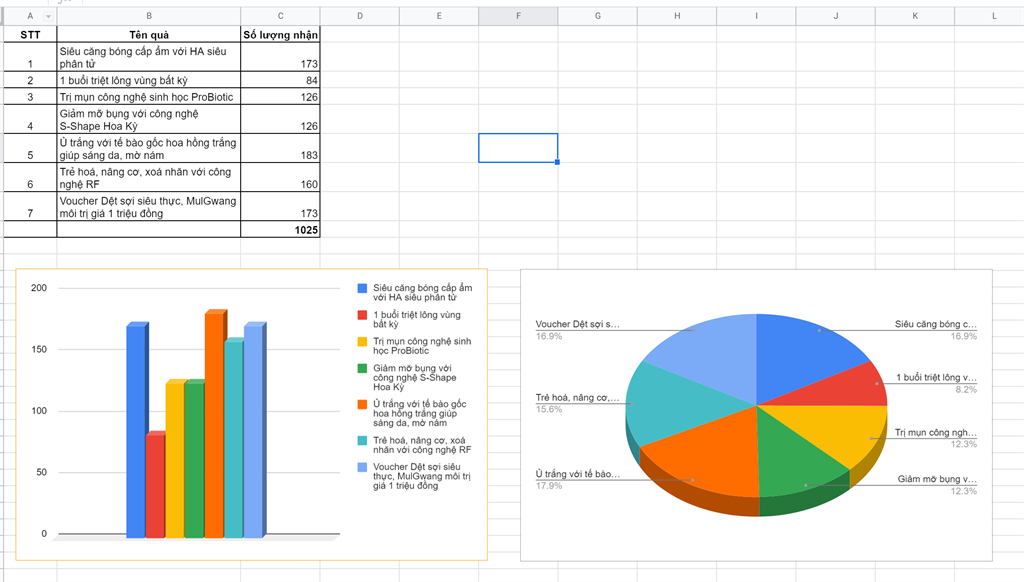 A B C D E F G H I J K L
STT Tên quà Số lượng nhận
Siêu căng bóng cấp ẩm với HA siêu
1 phân tử 173
2 1 buổi triệt lông vùng bất kỳ 84
3 Trị mụn công nghệ sinh học ProBiotic 126
Giảm mỡ bụng với công nghệ
4 S-Shape Hoa Kỳ 126
Ủ trắng với tế bào gốc hoa hồng trắng
5 giúp sáng da, mờ nám 183
Trẻ hoá, nâng cơ, xoá nhăn với công
6 nghệ RF 160
Voucher Dệt sợi siêu thực, MulGwang
7 môi trị giá 1 triệu đồng 173
1025
200
150
100
50
0
Siêu căng bóng cấp ẩm
với HA siêu phân tử
1 buổi triệt lông vùng
bất kỳ
Trị mụn công nghệ sinh
học ProBiotic
Giảm mỡ bụng với
công nghệ S-Shape
Hoa Kỳ
Ủ trắng với tế bào gốc
hoa hồng trắng giúp
sáng da, mờ nám
Trẻ hoá, nâng cơ, xoá
nhăn với công nghệ RF
Voucher Dệt sợi siêu
thực, MulGwang môi trị
giá 1 triệu đồng
Voucher Dệt sợi s...
16.9%
Trẻ hoá, nâng cơ,...
15.6%
Ủ trắng với tế bào...
17.9%
Siêu căng bóng c...
16.9%
1 buổi triệt lông v...
8.2%
Trị mụn công ngh...
12.3%
Giảm mỡ bụng v...
12.3%